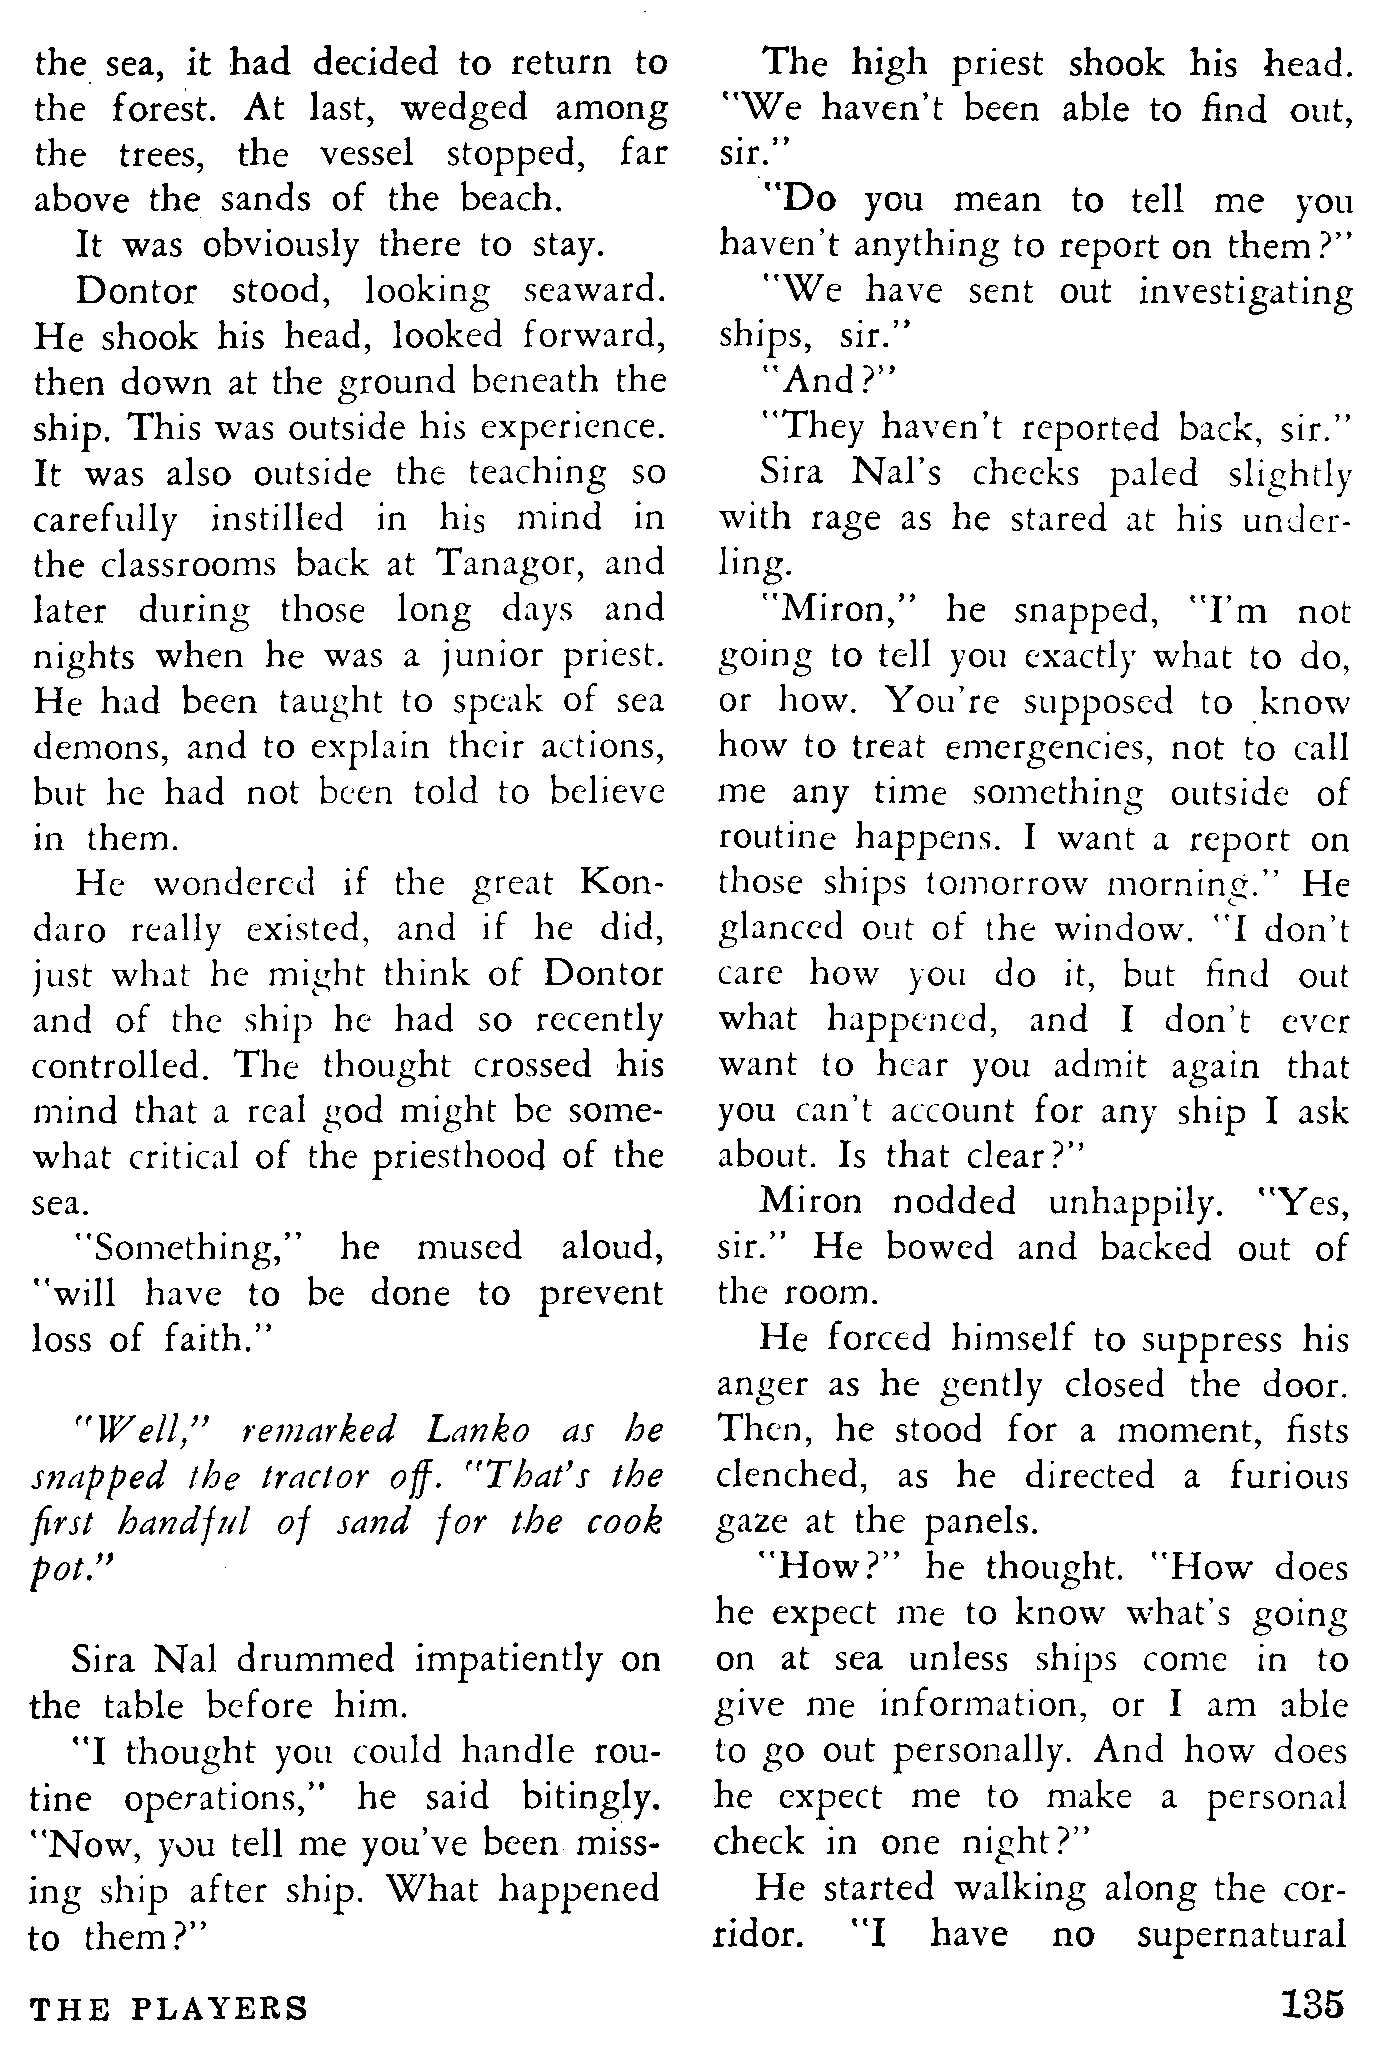 the sea, it had decided to return to
the forest. At last, wedged among
the trees, the vessel stopped, far
above the sands of the beach.
It was obviously there to stay.
Dontor stood, looking seaward.
He shook his head, looked forward,
then down at the ground beneath the
ship. This was outside his experience.
It was also outside the teaching so
carefully instilled in his mind in
the classrooms back at Tanagor, and
later during those long days and
nights when he was a junior priest.
He had been taught to speak of sea
demons, and to explain their actions,
but he had not been told to believe
in them.
He wondered if the great Kon-
daro really existed, and if he did,
just what he might think of Dontor
and of the ship he had so recently
controlled. The thought crossed his
mind that a real god might be some-
what critical of the priesthood of the
sea.
"Something," he mused aloud,
"will have to be done to prevent
loss of faith."
"Well," remarked Lanko as he
snapped the tractor off. "That's the
first handful of sand for the cook
pot."
Sira Nal drummed impatiently on
the table before him.
"I thought you could handle rou-
tine operations," he said bitingly.
"Now, you tell me you've been miss-
ing ship after ship. What happened
to them?"
The high priest shook his head.
"We haven't been able to find out,
sir."
"Do you mean to tell me you
haven't anything to report on them?"
"We have sent out investigating
ships, sir."
"And?"
"They haven't reported back, sir."
Sira Nal's cheeks paled slightly
with rage as he stared at his under-
ling.
"Miron," he snapped, "I'm not
going to tell you exactly what to do,
or how. You're supposed to know
how to treat emergencies, not to call
me any time something outside of
routine happens. I want a report on
those ships tomorrow morning." He
glanced out of the window. "I don't
care how you do it, but find out
what happened, and I don't ever
want to hear you admit again that
you can't account for any ship I ask
about. Is that clear?"
Miron nodded unhappily. "Yes,
sir." He bowed and backed out of
the room.
He forced himself to suppress his
anger as he gently closed the door.
Then, he stood for a moment, fists
clenched, as he directed a furious
gaze at the panels.
"How?" he thought. "How does
he expect me to know what's going
on at sea unless ships come in to
give me information, or I am able
to go out personally. And how does
he expect me to make a personal
check in one night?"
He started walking along the cor-
ridor. "I have no supernatural
THE PLAYERS 135